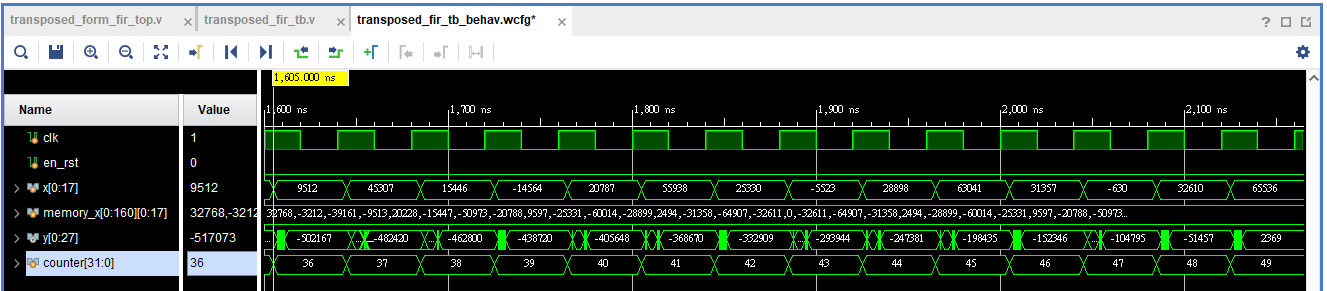 transposed_form_fir_top.v × transposed_fir_tb.v × transposed_fir_tb_behav.wcfg* × ?
1,605.000 ns
Name Value
1,600 ns 1,700 ns 1,800 ns 1,900 ns 2,000 ns 2,100 ns
clk 1
en_rst 0
x[0:17] 9512 9512 45307 15446 -14564 20787 55938 25330 -5523 28898 63041 31357 -630 32610 65536
memory_x[0:160][0:17] 32768,-3212 32768,-3212,-39161,-9513,20228,-15447,-50973,-20788,9597,-25331,-60014,-28899,2494,-31358,-64907,-32611,0,-32611,-64907,-31358,2494,-28899,-60014,-25331,9597,-20788,-50973...
y[0:27] -517073 ... -502167 ... -482420 ... -462800 -438720 ... -405648 -368670 -332909 ... -293944 ... -247381 ... -198435 -152346 ... -104795 -51457 2369
counter[31:0] 36 36 37 38 39 40 41 42 43 44 45 46 47 48 49